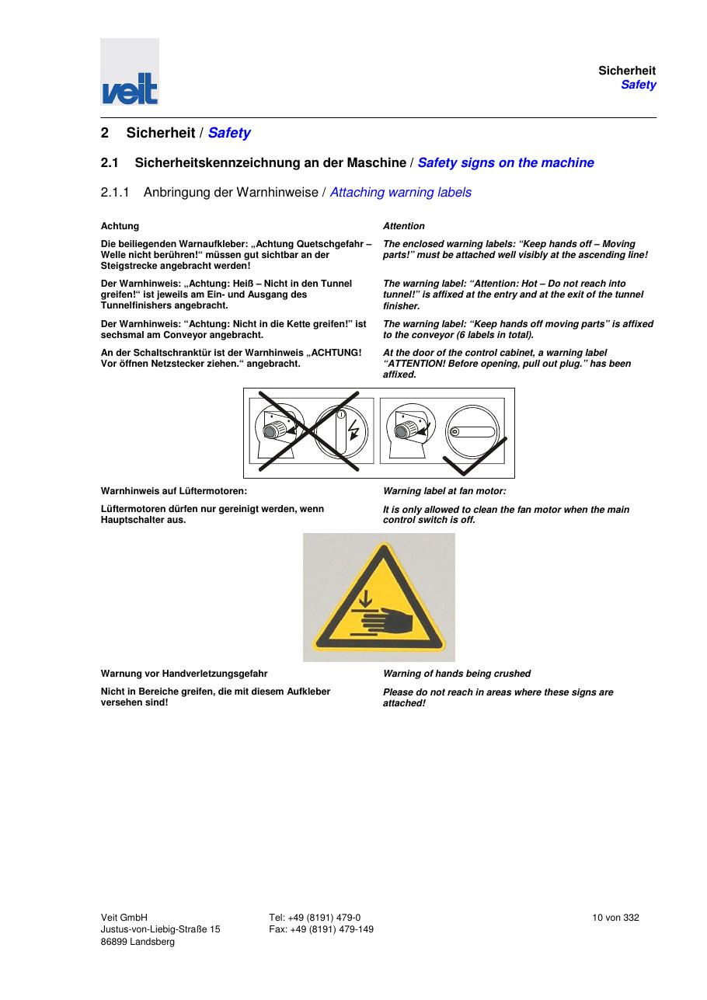 veit
Sicherheit
Safety
2 Sicherheit / Safety
2.1 Sicherheitskennzeichnung an der Maschine / Safety signs on the machine
2.1.1 Anbringung der Warnhinweise / Attaching warning labels
Achtung
Die beiliegenden Warnaufkleber: „Achtung Quetschgefahr –
Welle nicht berühren!“ müssen gut sichtbar an der
Steigstrecke angebracht werden!
Attention
The enclosed warning labels: “Keep hands off – Moving
parts!” must be attached well visibly at the ascending line!
Der Warnhinweis: „Achtung: Heiß – Nicht in den Tunnel
greifen!“ ist jeweils am Ein- und Ausgang des
Tunnelfinishers angebracht.
The warning label: “Attention: Hot – Do not reach into
tunnel!” is affixed at the entry and at the exit of the tunnel
finisher.
Der Warnhinweis: “Achtung: Nicht in die Kette greifen!” ist
sechsmal am Conveyor angebracht.
The warning label: “Keep hands off moving parts” is affixed
to the conveyor (6 labels in total).
An der Schaltschranktür ist der Warnhinweis „ACHTUNG!
Vor öffnen Netzstecker ziehen.“ angebracht.
At the door of the control cabinet, a warning label
“ATTENTION! Before opening, pull out plug.” has been
affixed.
Warnhinweis auf Lüftermotoren:
Lüftermotoren dürfen nur gereinigt werden, wenn
Hauptschalter aus.
Warning label at fan motor:
It is only allowed to clean the fan motor when the main
control switch is off.
Warnung vor Handverletzungsgefahr
Nicht in Bereiche greifen, die mit diesem Aufkleber
versehen sind!
Warning of hands being crushed
Please do not reach in areas where these signs are
attached!
Veit GmbH
Justus-von-Liebig-Straße 15
86899 Landsberg
Tel: +49 (8191) 479-0
Fax: +49 (8191) 479-149
10 von 332